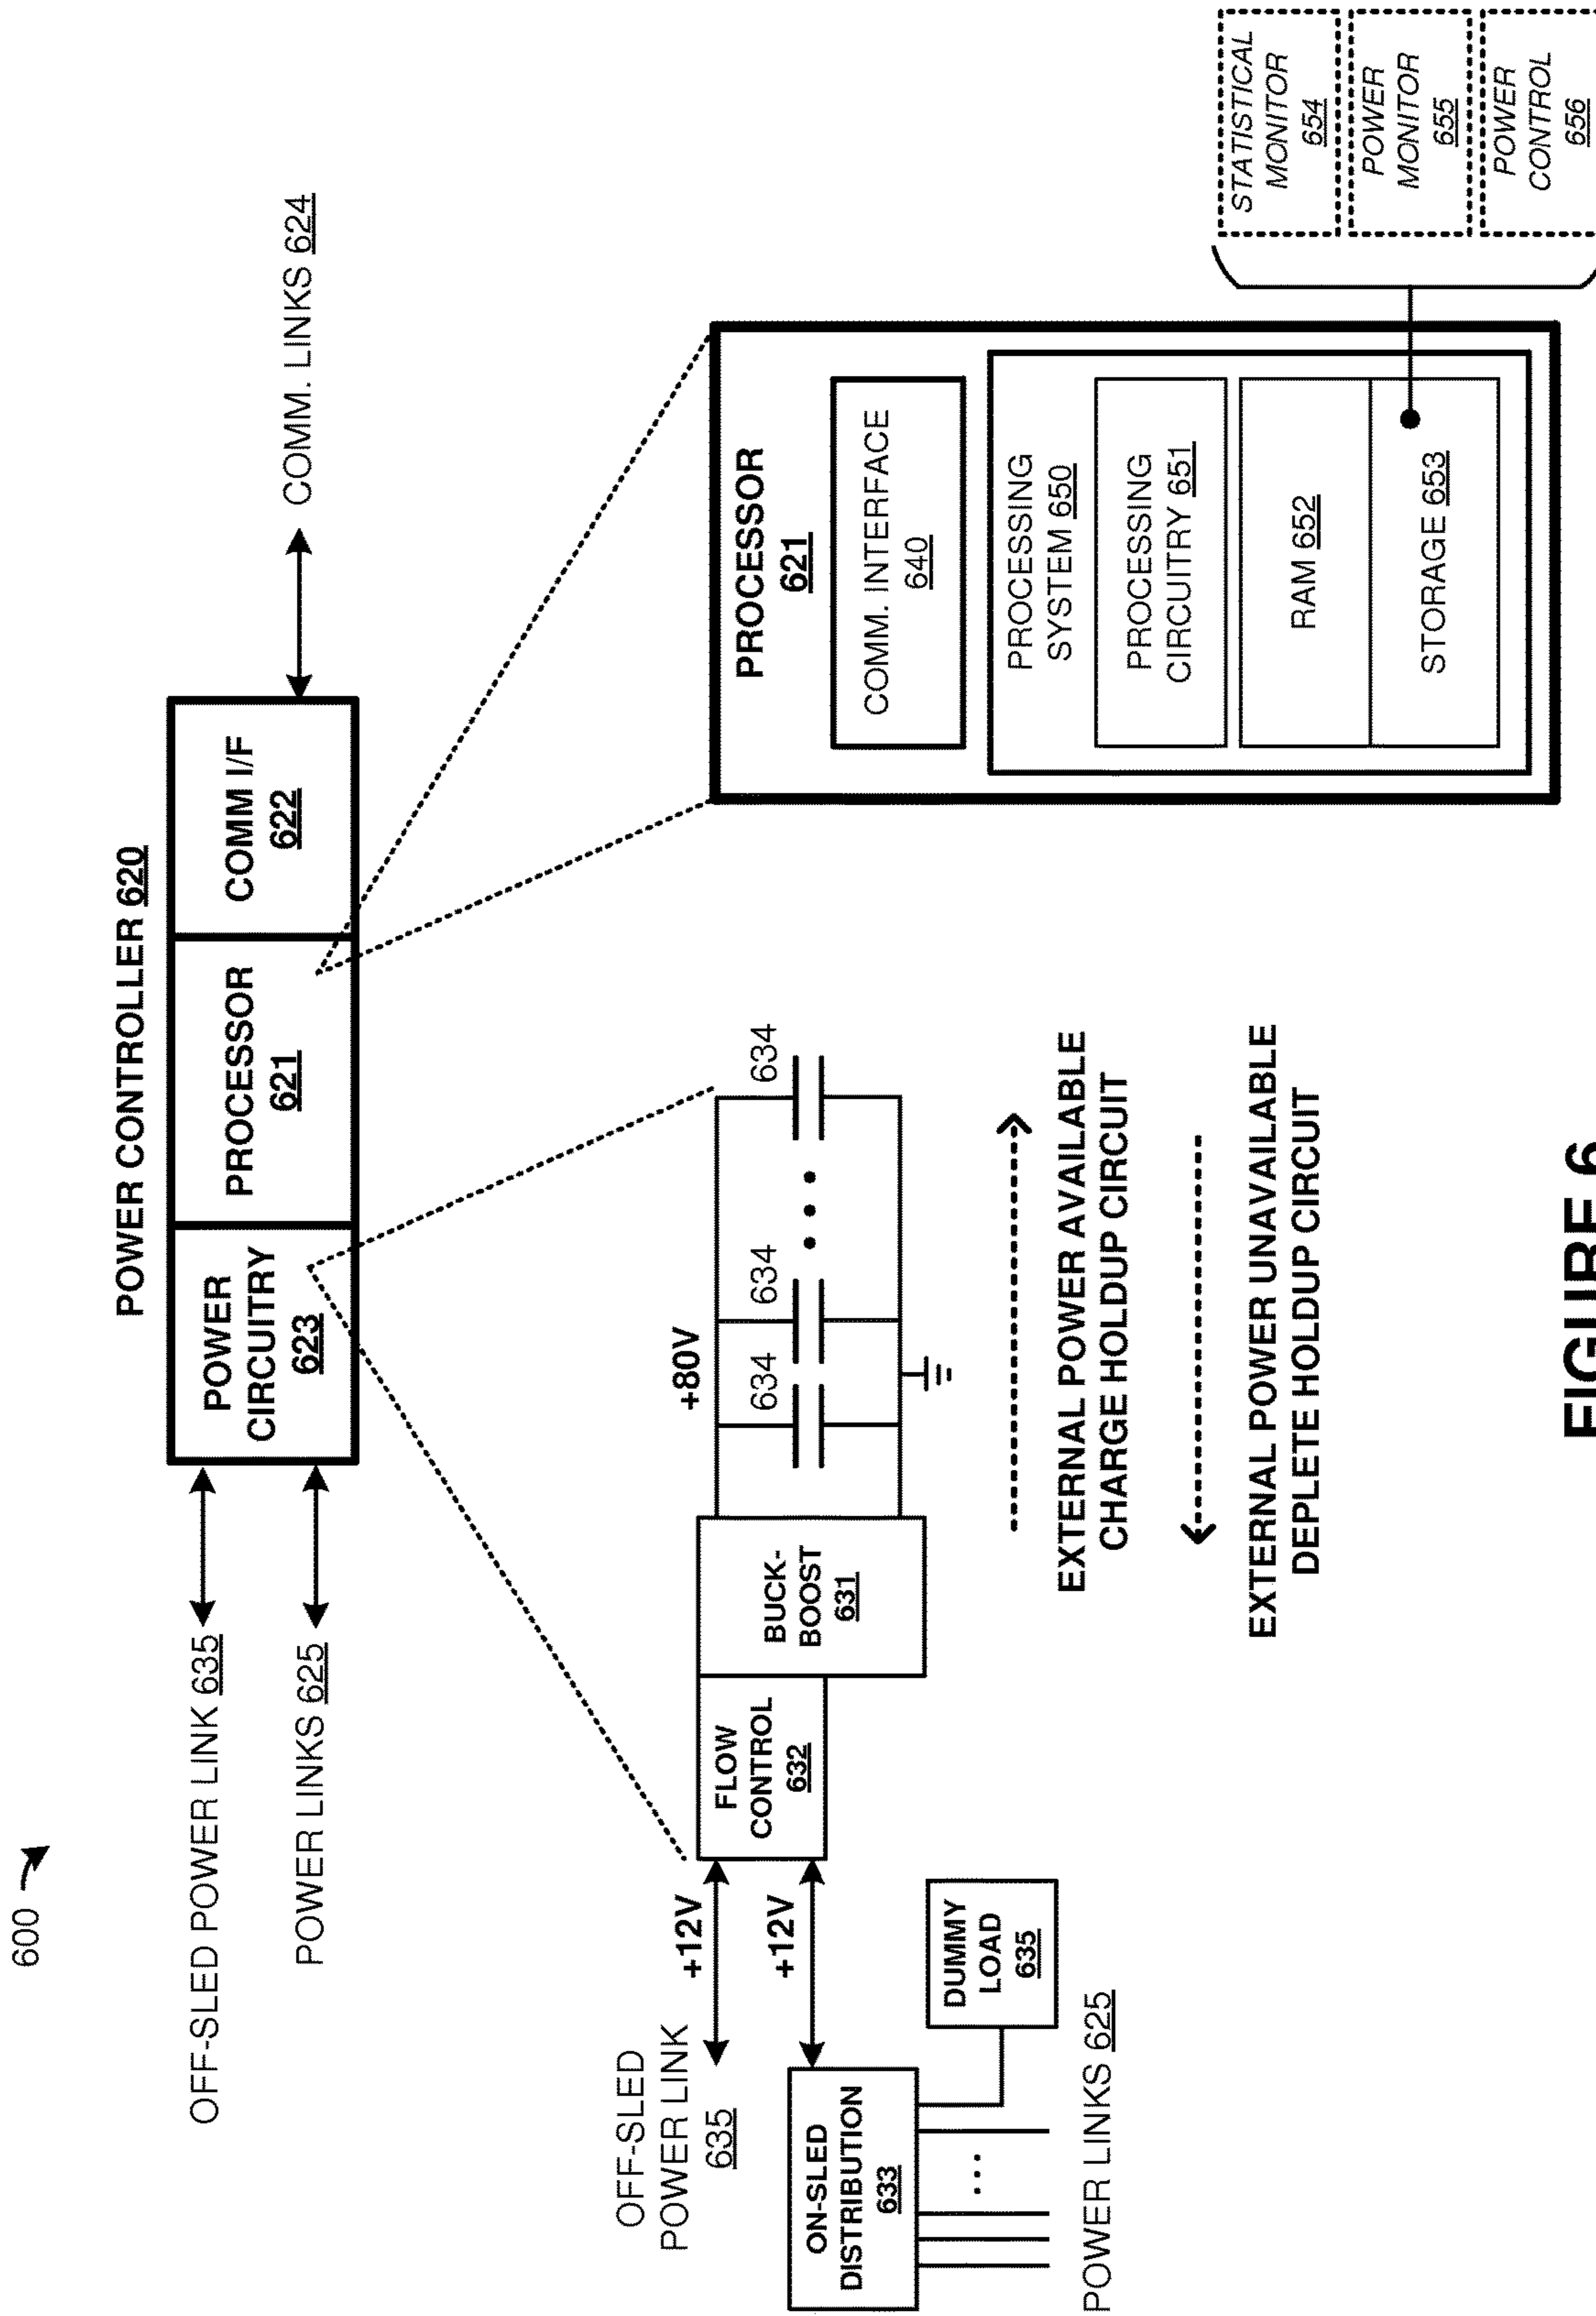 600
POWER CONTROLLER 620
OFF-SLED POWER LINK 635
POWER LINKS 625
POWER
CIRCUITRY
623
PROCESSOR
621
COMM I/F
622
COMM. LINKS 624
OFF-SLED
POWER LINK
635
+12V
+12V
ON-SLED
DISTRIBUTION
633
DUMMY
LOAD
635
POWER LINKS 625
FLOW
CONTROL
632
BUCK-
BOOST
631
+80V
634
634
634
EXTERNAL POWER AVAILABLE
CHARGE HOLDUP CIRCUIT
EXTERNAL POWER UNAVAILABLE
DEPLETE HOLDUP CIRCUIT
PROCESSOR
621
COMM. INTERFACE
640
PROCESSING
SYSTEM 650
PROCESSING
CIRCUITRY 651
RAM 652
STORAGE 653
STATISTICAL
MONITOR
654
POWER
MONITOR
655
POWER
CONTROL
656
FIGURE 6